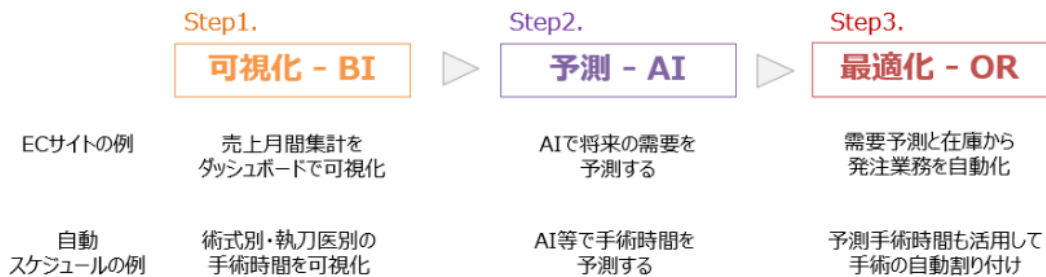 Step1.
Step2.
Step3.
可視化 - BI
予測 - AI
最適化 - OR
ECサイトの例
売上月間集計を
ダッシュボードで可視化
AIで将来の需要を
予測する
需要予測と在庫から
発注業務を自動化
自動
スケジュールの例
術式別・執刀医別の
手術時間を可視化
AI等で手術時間を
予測する
予測手術時間も活用して
手術の自動割り付け